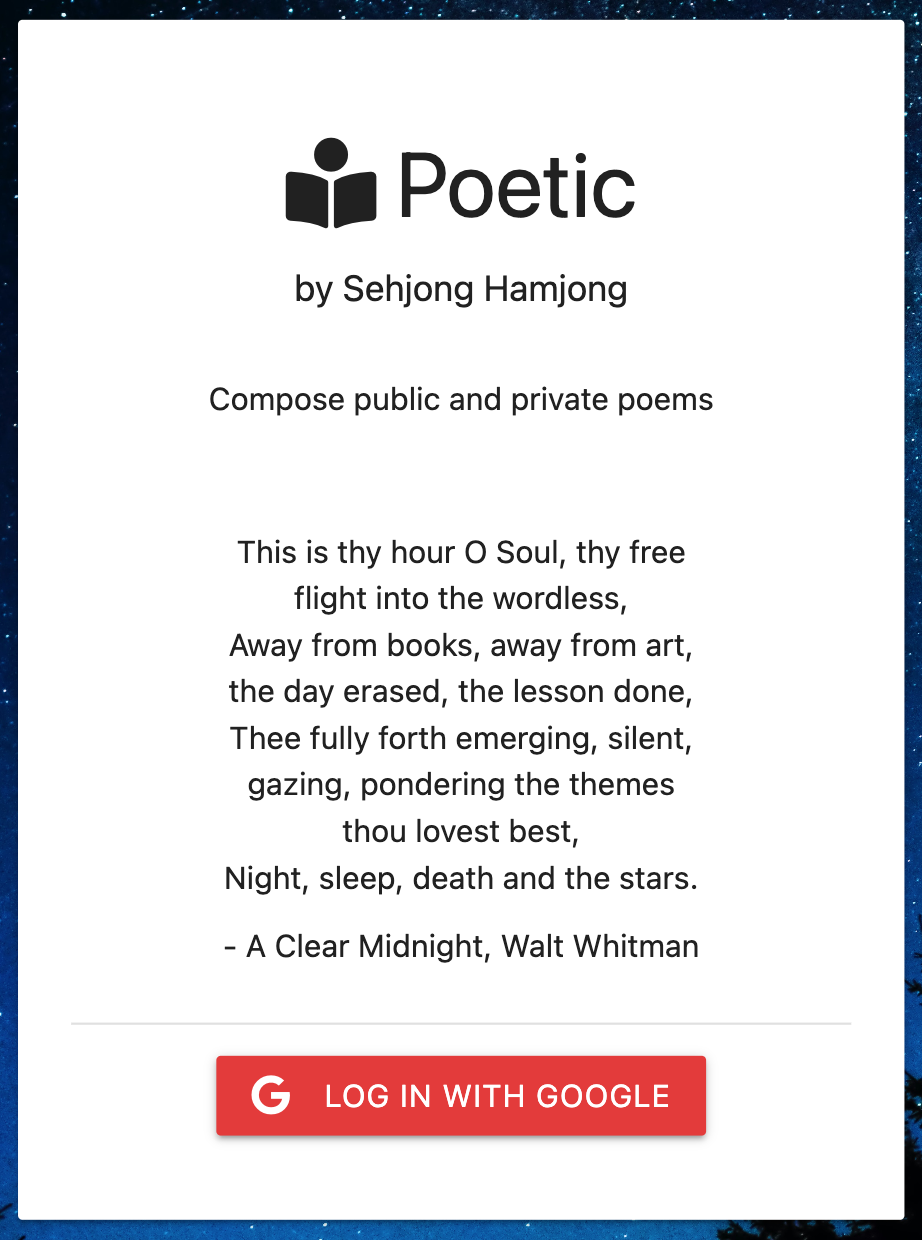 Poetic
by Sehjong Hamjong
Compose public and private poems
This is thy hour O Soul, thy free
flight into the wordless,
Away from books, away from art,
the day erased, the lesson done,
Thee fully forth emerging, silent,
gazing, pondering the themes
thou lovest best,
Night, sleep, death and the stars.
- A Clear Midnight, Walt Whitman
G LOG IN WITH GOOGLE